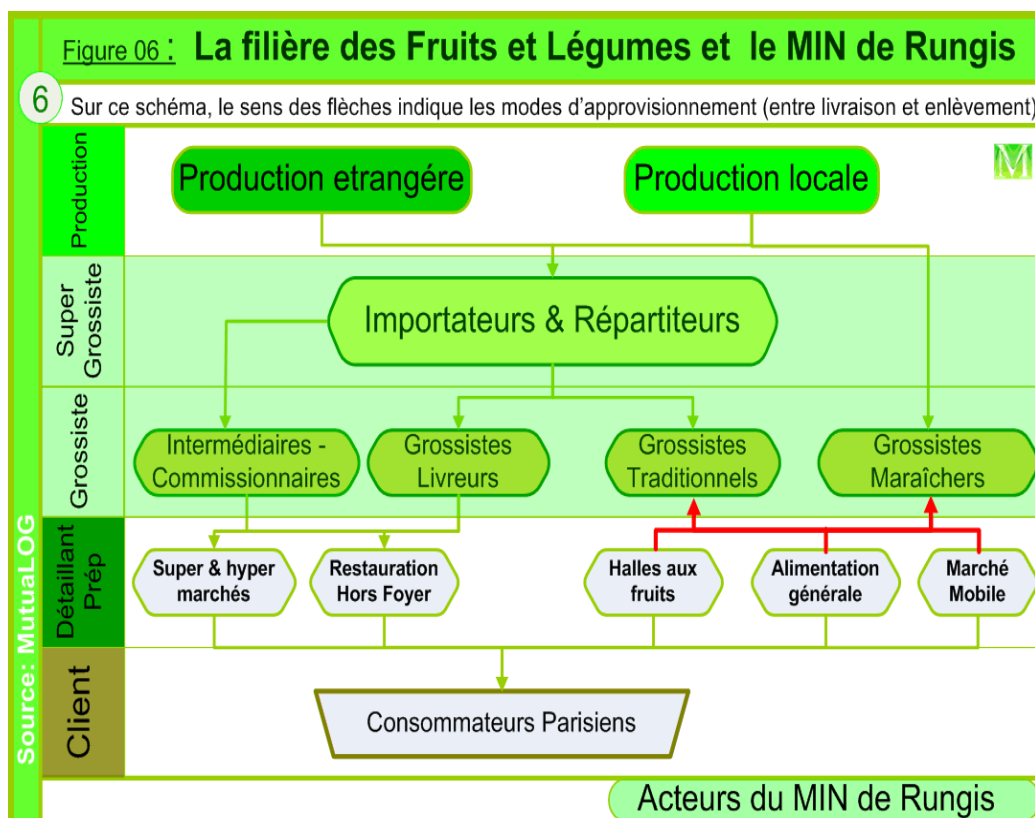 Figure 06 : La filière des Fruits et Légumes et le MIN de Rungis
6
Sur ce schéma, le sens des flèches indique les modes d'approvisionnement (entre livraison et enlèvement)
Production
Production etrangére
Production locale
M
Super
Grossiste
Importateurs & Répartiteurs
Grossiste
Intermédiaires -
Commissionnaires
Grossistes
Livreurs
Grossistes
Traditionnels
Grossistes
Maraîchers
Détaillant
Prép
Super & hyper
marchés
Restauration
Hors Foyer
Halles aux
fruits
Alimentation
générale
Marché
Mobile
Client
Consommateurs Parisiens
Source: MutuaLOG
Acteurs du MIN de Rungis